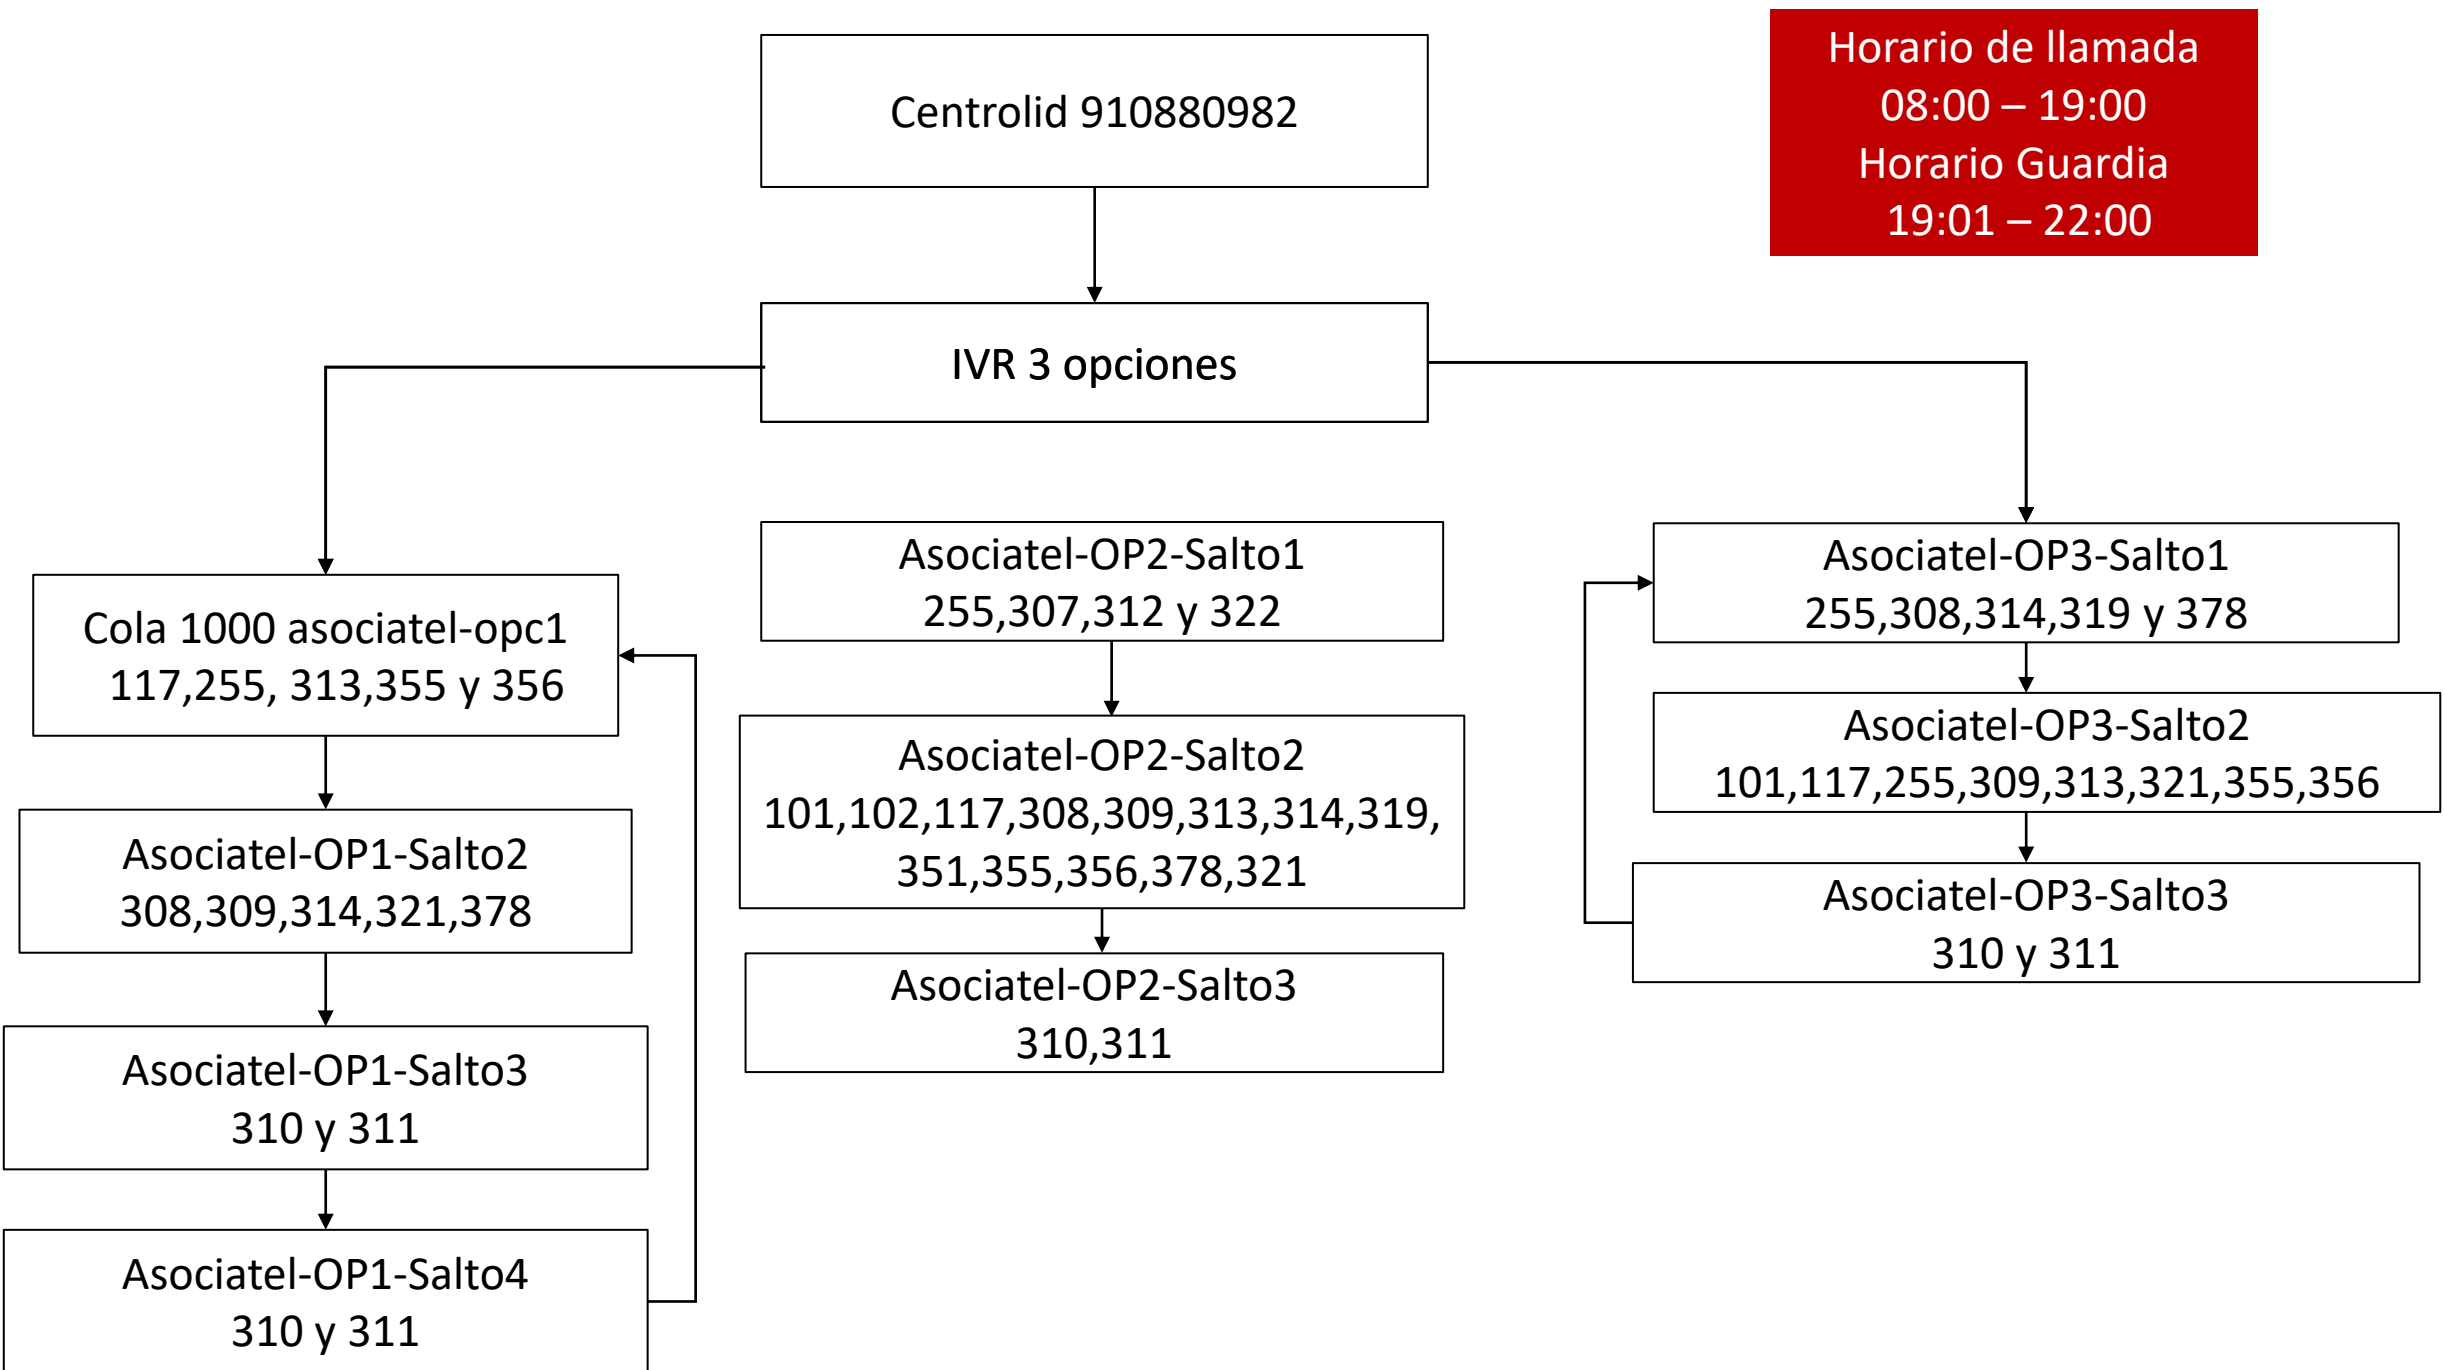 Centrolid 910880982
Horario de llamada
08:00 – 19:00
Horario Guardia
19:01 – 22:00
IVR 3 opciones
Cola 1000 asociatel-opc1
117,255, 313,355 y 356
Asociatel-OP1-Salto2
308,309,314,321,378
Asociatel-OP1-Salto3
310 y 311
Asociatel-OP1-Salto4
310 y 311
Asociatel-OP2-Salto1
255,307,312 y 322
Asociatel-OP2-Salto2
101,102,117,308,309,313,314,319,
351,355,356,378,321
Asociatel-OP2-Salto3
310,311
Asociatel-OP3-Salto1
255,308,314,319 y 378
Asociatel-OP3-Salto2
101,117,255,309,313,321,355,356
Asociatel-OP3-Salto3
310 y 311